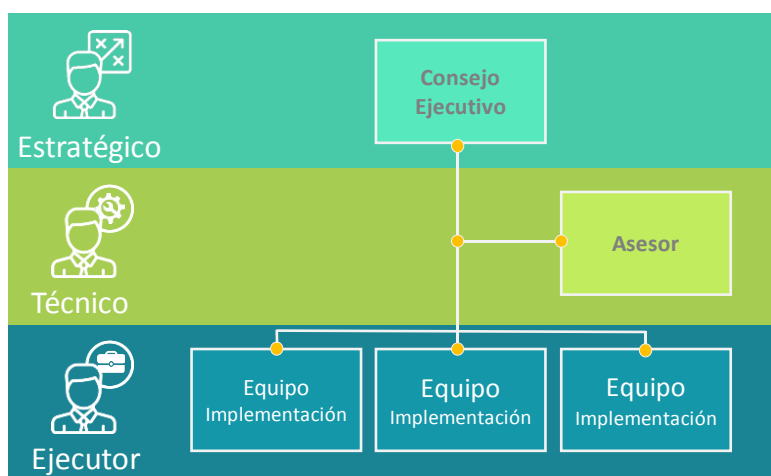 Consejo
Ejecutivo
Estratégico
Asesor
Técnico
Equipo
Implementación
Equipo
Implementación
Equipo
Implementación
Ejecutor